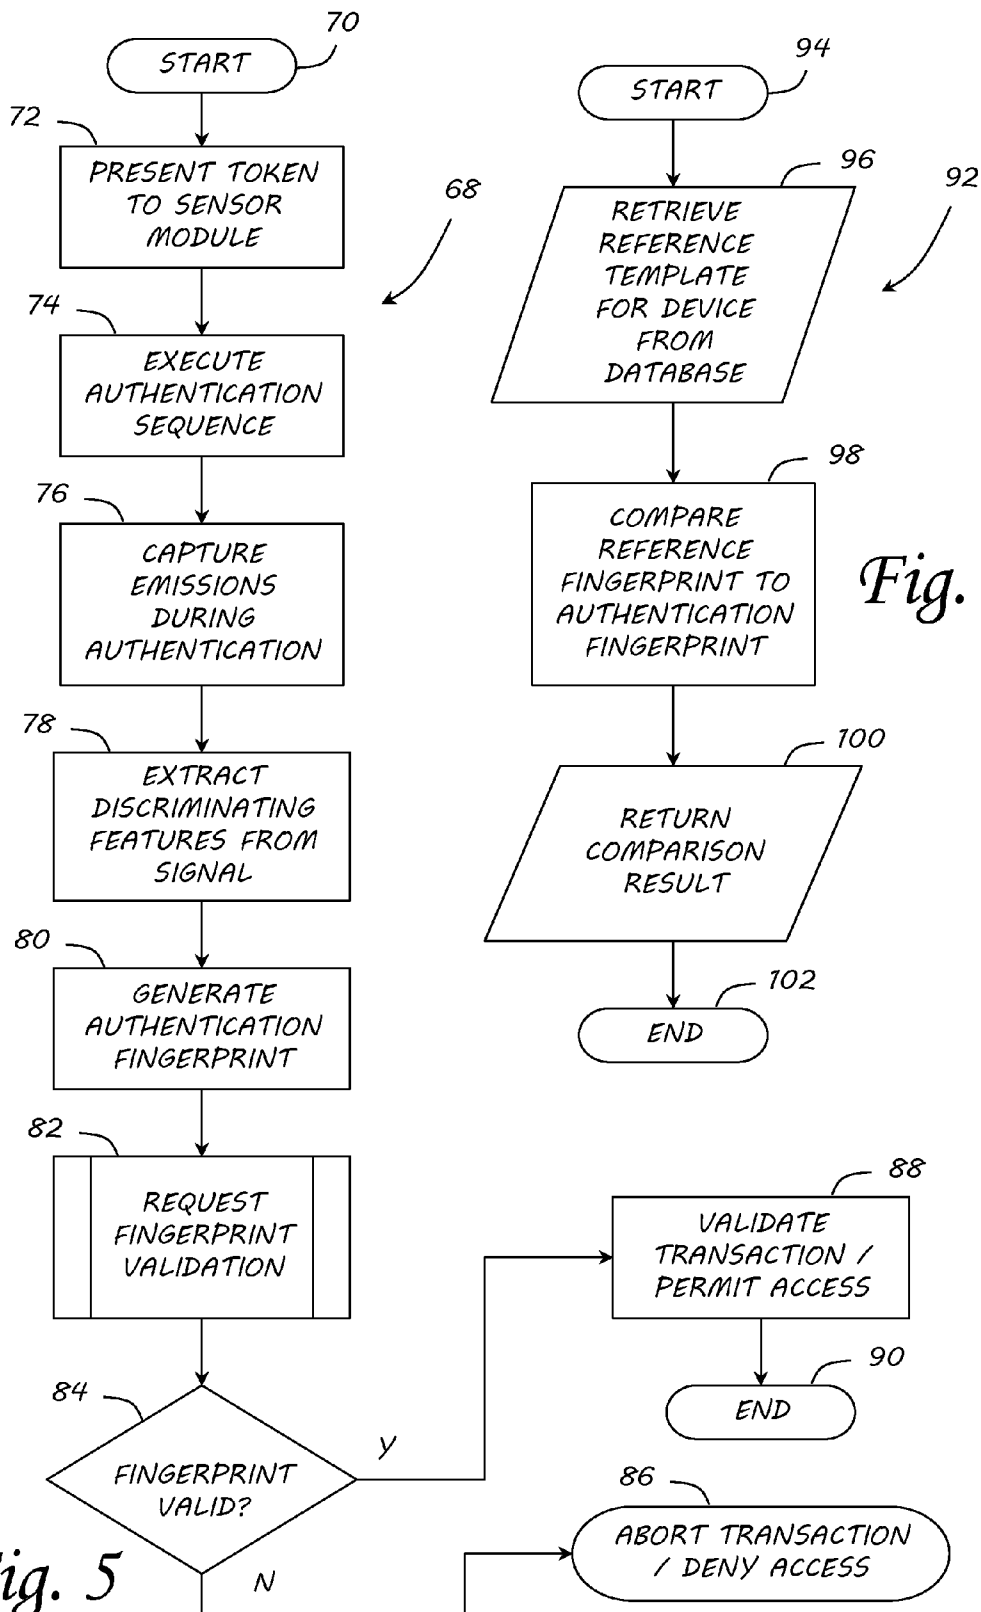 70
START
72
PRESENT TOKEN
TO SENSOR
MODULE
68
74
EXECUTE
AUTHENTICATION
SEQUENCE
76
CAPTURE
EMISSIONS
DURING
AUTHENTICATION
78
EXTRACT
DISCRIMINATING
FEATURES FROM
SIGNAL
80
GENERATE
AUTHENTICATION
FINGERPRINT
82
REQUEST
FINGERPRINT
VALIDATION
84
FINGERPRINT
VALID?
Y
N
88
VALIDATE
TRANSACTION /
PERMIT ACCESS
90
END
86
ABORT TRANSACTION
/ DENY ACCESS
ig. 5
94
START
96
RETRIEVE
REFERENCE
TEMPLATE
FOR DEVICE
FROM
DATABASE
92
98
COMPARE
REFERENCE
FINGERPRINT TO
AUTHENTICATION
FINGERPRINT
Fig.
100
RETURN
COMPARISON
RESULT
102
END